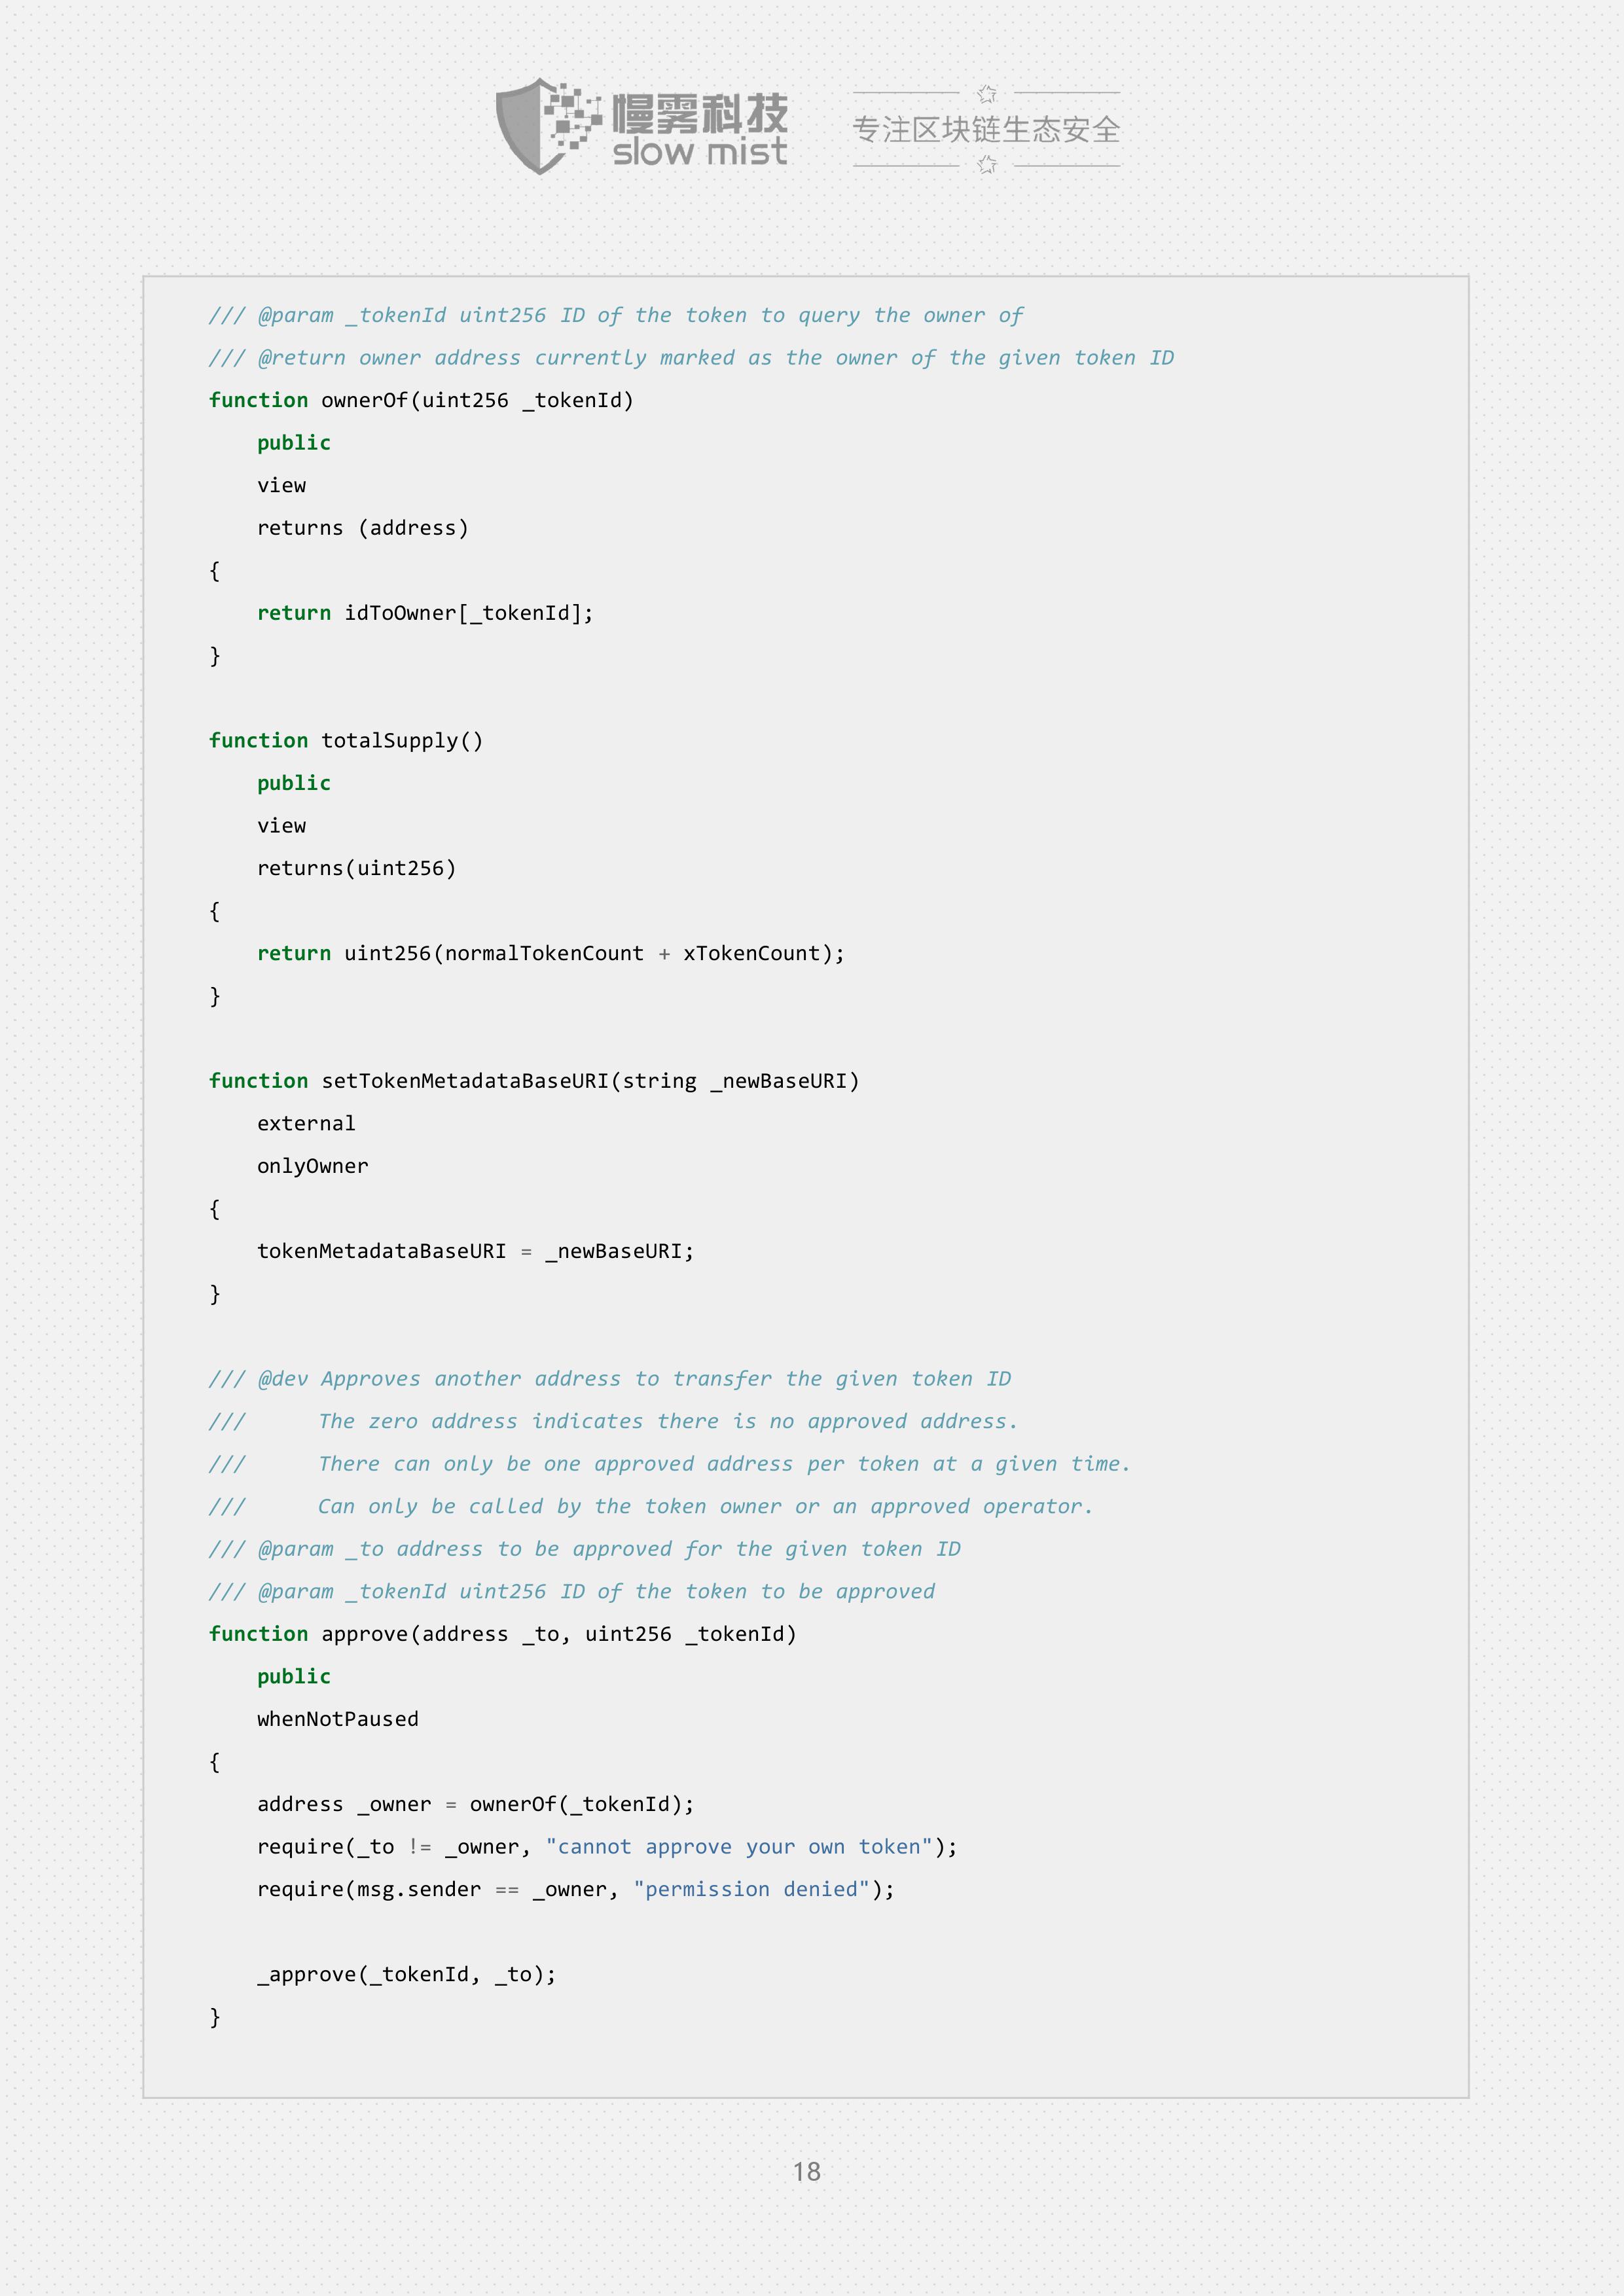 慢雾科技
slow mist
专注区块链生态安全
/// @param _tokenId uint256 ID of the token to query the owner of
/// @return owner address currently marked as the owner of the given token ID
function ownerOf(uint256 _tokenId)
    public
    view
    returns (address)
{
    return idToOwner[_tokenId];
}

function totalSupply()
    public
    view
    returns(uint256)
{
    return uint256(normalTokenCount + xTokenCount);
}

function setTokenMetadataBaseURI(string _newBaseURI)
    external
    onlyOwner
{
    tokenMetadataBaseURI = _newBaseURI;
}

/// @dev Approves another address to transfer the given token ID
///      The zero address indicates there is no approved address.
///      There can only be one approved address per token at a given time.
///      Can only be called by the token owner or an approved operator.
/// @param _to address to be approved for the given token ID
/// @param _tokenId uint256 ID of the token to be approved
function approve(address _to, uint256 _tokenId)
    public
    whenNotPaused
{
    address _owner = ownerOf(_tokenId);
    require(_to != _owner, "cannot approve your own token");
    require(msg.sender == _owner, "permission denied");

    _approve(_tokenId, _to);
}
18